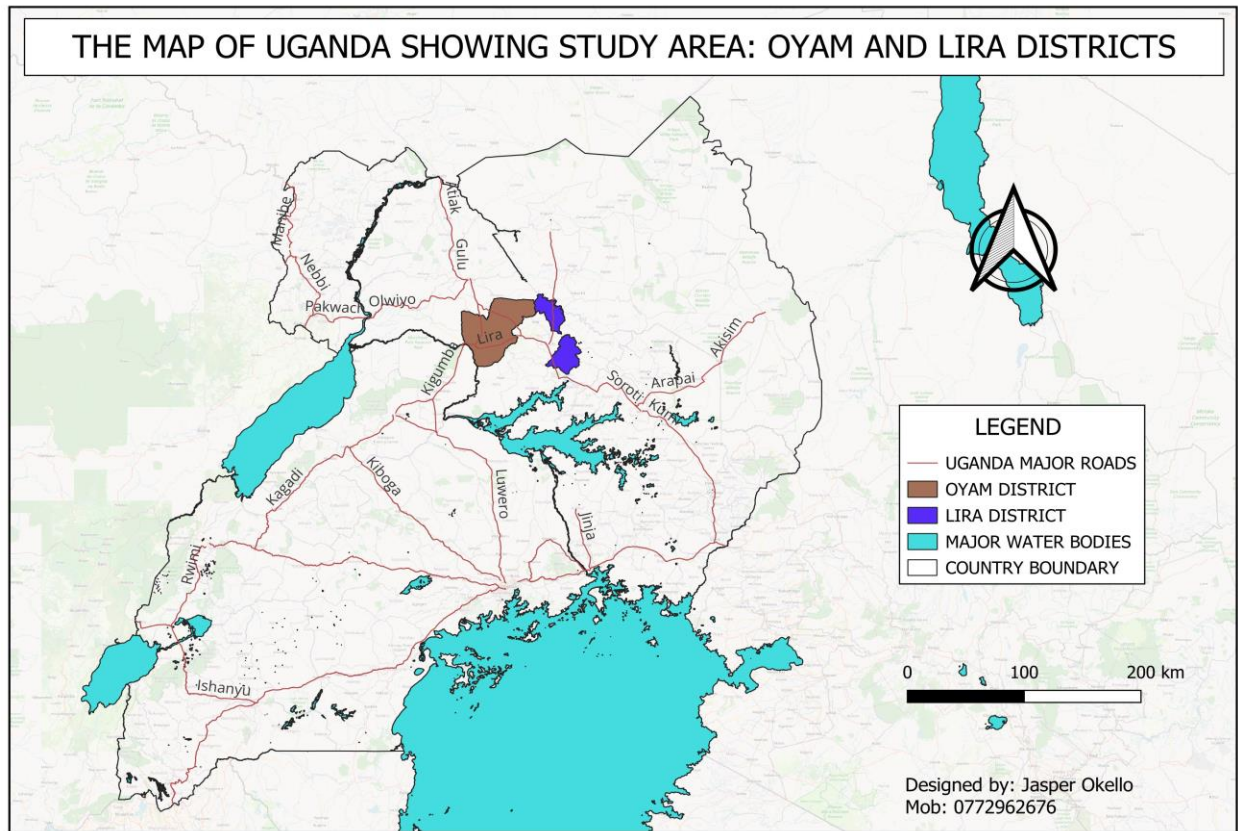 THE MAP OF UGANDA SHOWING STUDY AREA: OYAM AND LIRA DISTRICTS
Atiak
Manibe
Gulu
Nebbi
Pakwach
Olwiyo
Lira
Kigumba
Akisim
Arapai
Soroti
Kumi
Kagadi
Kiboga
Luwero
Jinja
Rwimi
Ishanyu
LEGEND
UGANDA MAJOR ROADS
OYAM DISTRICT
LIRA DISTRICT
MAJOR WATER BODIES
COUNTRY BOUNDARY
0 100 200 km
Designed by: Jasper Okello
Mob: 0772962676